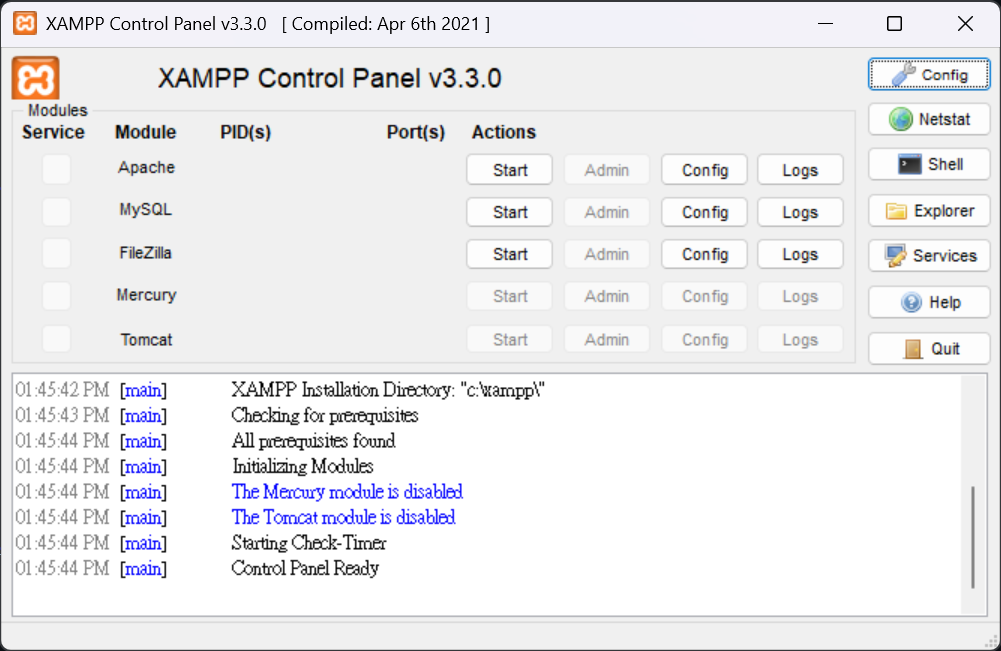 XAMPP Control Panel v3.3.0 [ Compiled: Apr 6th 2021 ]
XAMPP Control Panel v3.3.0
Config
Modules
Service Module PID(s) Port(s) Actions
Netstat
Apache Start Admin Config Logs
Shell
MySQL Start Admin Config Logs
Explorer
FileZilla Start Admin Config Logs
Services
Mercury Start Admin Config Logs
Help
Tomcat Start Admin Config Logs
Quit
01:45:42 PM [main] XAMPP Installation Directory: "c:\xampp\"
01:45:43 PM [main] Checking for prerequisites
01:45:44 PM [main] All prerequisites found
01:45:44 PM [main] Initializing Modules
01:45:44 PM [main] The Mercury module is disabled
01:45:44 PM [main] The Tomcat module is disabled
01:45:44 PM [main] Starting Check-Timer
01:45:44 PM [main] Control Panel Ready